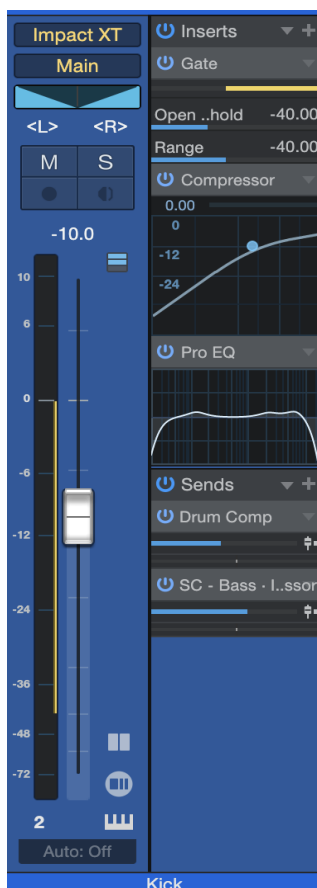 Impact XT
Main
<L> <R>
M S
-10.0
10
6
0
-6
-12
-24
-36
-48
-72
2
Auto: Off
Inserts
Gate
Open ..hold -40.00
Range -40.00
Compressor
0.00
0
-12
-24
Pro EQ
Sends
Drum Comp
SC - Bass · I..ssor
Kick